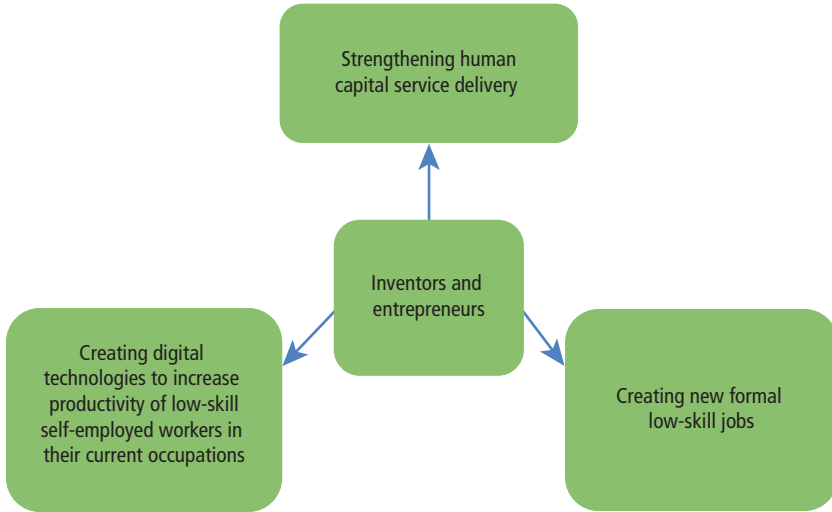 Strengthening human
capital service delivery
Inventors and
entrepreneurs
Creating digital
technologies to increase
productivity of low-skill
self-employed workers in
their current occupations
Creating new formal
low-skill jobs